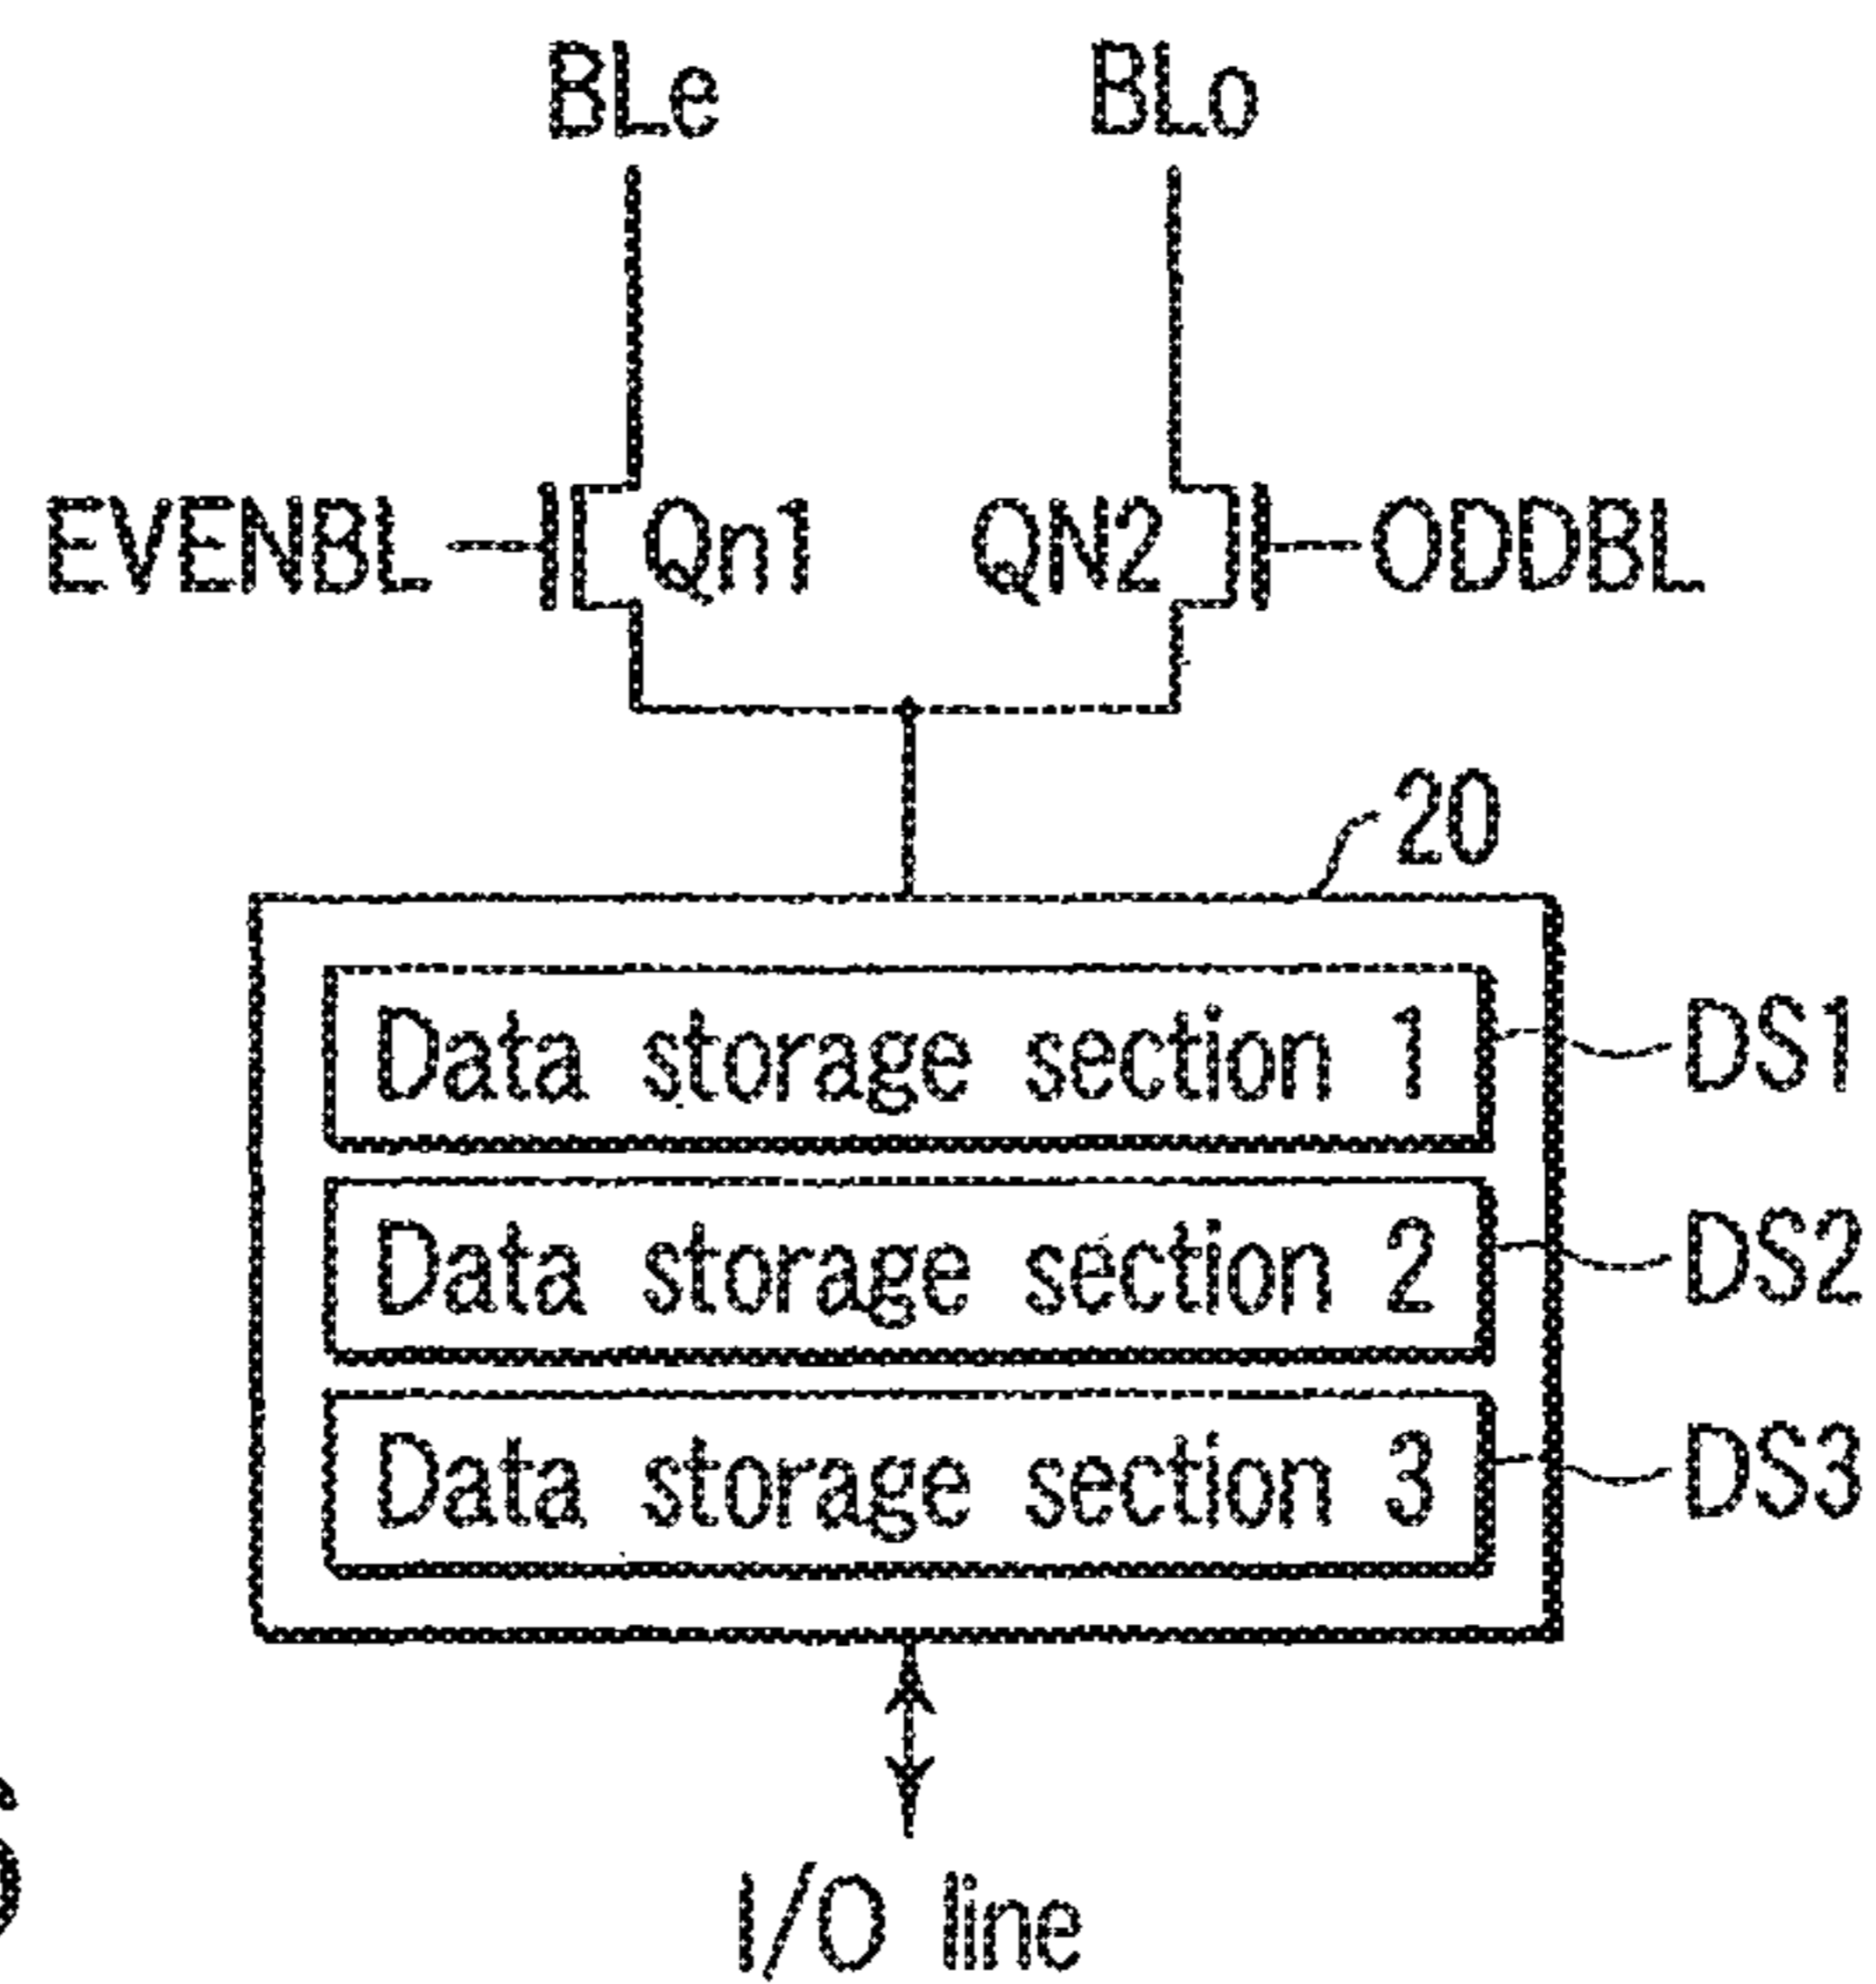 BLe BLo
EVENBL Qn1 QN2 ODDBL
20
Data storage section 1 DS1
Data storage section 2 DS2
Data storage section 3 DS3
I/O line